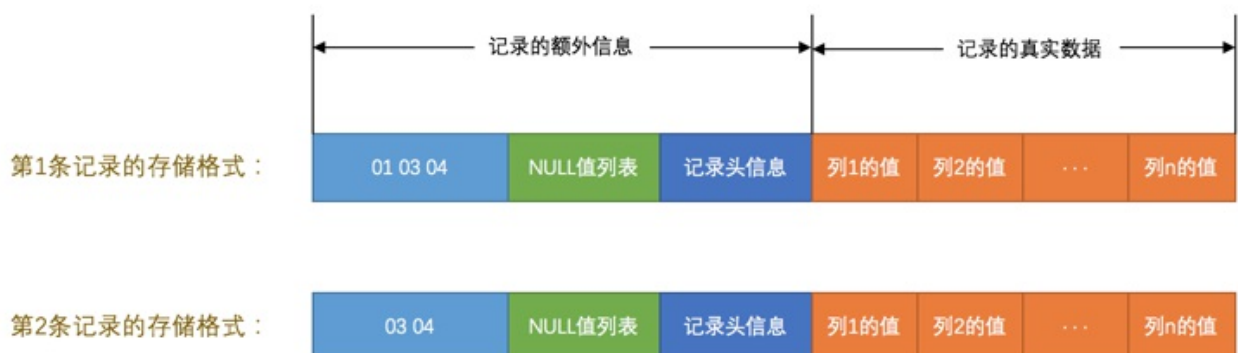 记录的额外信息 记录的真实数据
第1条记录的存储格式： 01 03 04 NULL值列表 记录头信息 列1的值 列2的值 ... 列n的值
第2条记录的存储格式： 03 04 NULL值列表 记录头信息 列1的值 列2的值 ... 列n的值